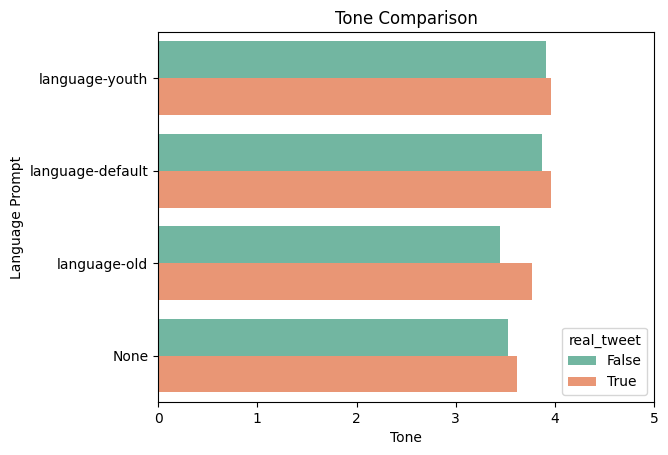 Tone Comparison
Language Prompt
language-youth
language-default
language-old
None
real_tweet
False
True
0 1 2 3 4 5
Tone